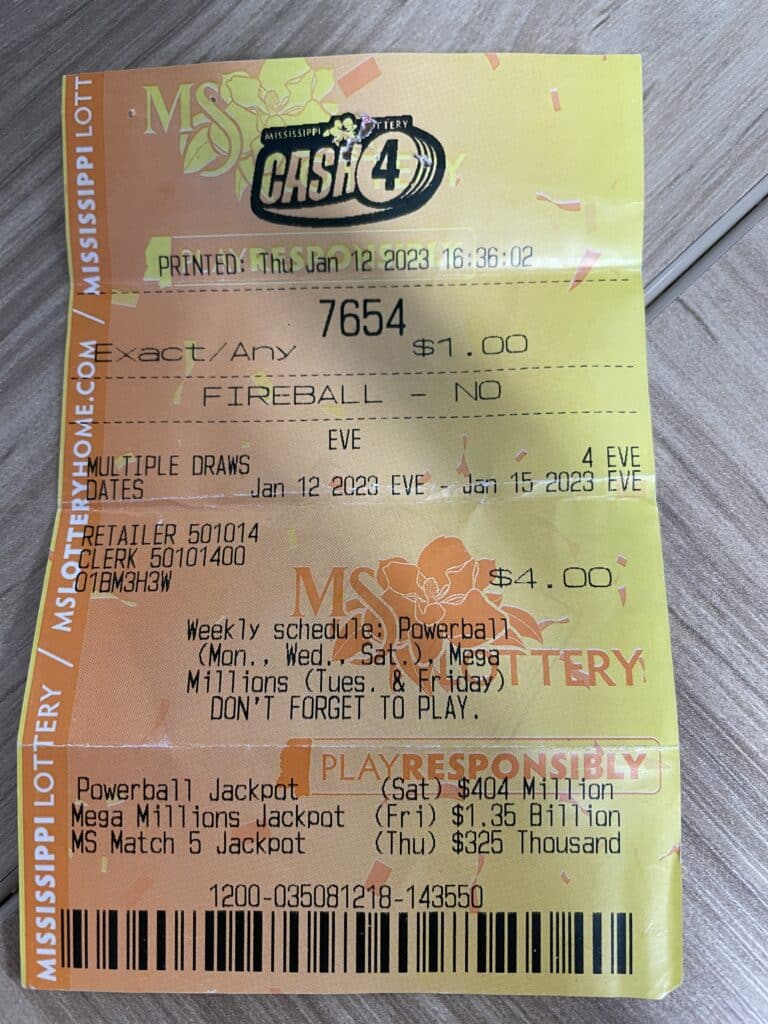 MS
MISSISSIPPI LOTTERY
CASH 4
PLAY RESPONSIBLY
PRINTED: Thu Jan 12 2023 16:36:02
7654
Exact/Any $1.00
FIREBALL - NO
EVE
MULTIPLE DRAWS 4 EVE
DATES Jan 12 2023 EVE - Jan 15 2023 EVE
RETAILER 501014
CLERK 50101400
01BM3H3W
$4.00
MS LOTTERY
Weekly schedule: Powerball
(Mon., Wed., Sat.), Mega
Millions (Tues. & Friday)
DON'T FORGET TO PLAY.
PLAYRESPONSIBLY
Powerball Jackpot (Sat) $404 Million
Mega Millions Jackpot (Fri) $1.35 Billion
MS Match 5 Jackpot (Thu) $325 Thousand
1200-035081218-143550
MISSISSIPPI LOTTERY / MSLOTTERYHOME.COM / MISSISSIPPI LOTT